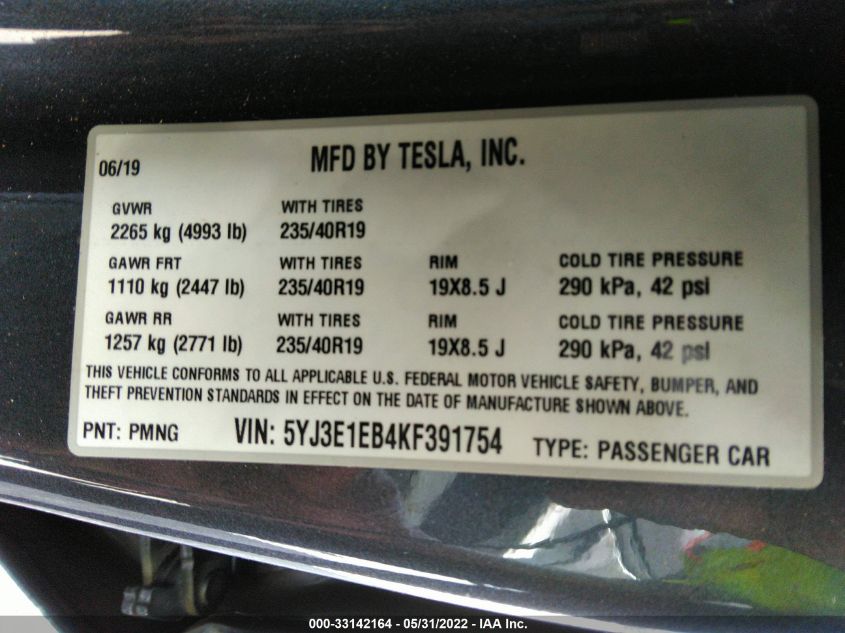 06/19 MFD BY TESLA, INC.
GVWR WITH TIRES
2265 kg (4993 lb) 235/40R19
GAWR FRT WITH TIRES RIM COLD TIRE PRESSURE
1110 kg (2447 lb) 235/40R19 19X8.5 J 290 kPa, 42 psi
GAWR RR WITH TIRES RIM COLD TIRE PRESSURE
1257 kg (2771 lb) 235/40R19 19X8.5 J 290 kPa, 42 psi
THIS VEHICLE CONFORMS TO ALL APPLICABLE U.S. FEDERAL MOTOR VEHICLE SAFETY, BUMPER, AND
THEFT PREVENTION STANDARDS IN EFFECT ON THE DATE OF MANUFACTURE SHOWN ABOVE.
PNT: PMNG VIN: 5YJ3E1EB4KF391754 TYPE: PASSENGER CAR
000-33142164 - 05/31/2022 - IAA Inc.